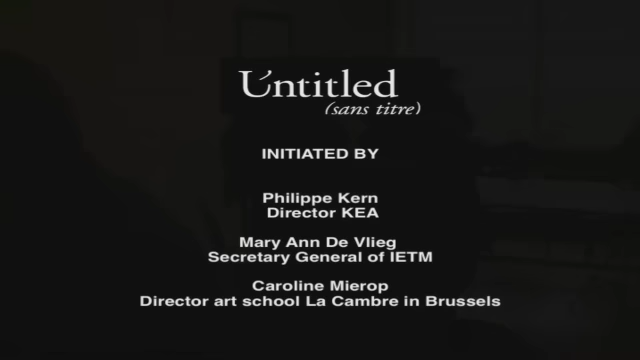 Untitled
(sans titre)
INITIATED BY
Philippe Kern
Director KEA
Mary Ann De Vlieg
Secretary General of IETM
Caroline Mierop
Director art school La Cambre in Brussels